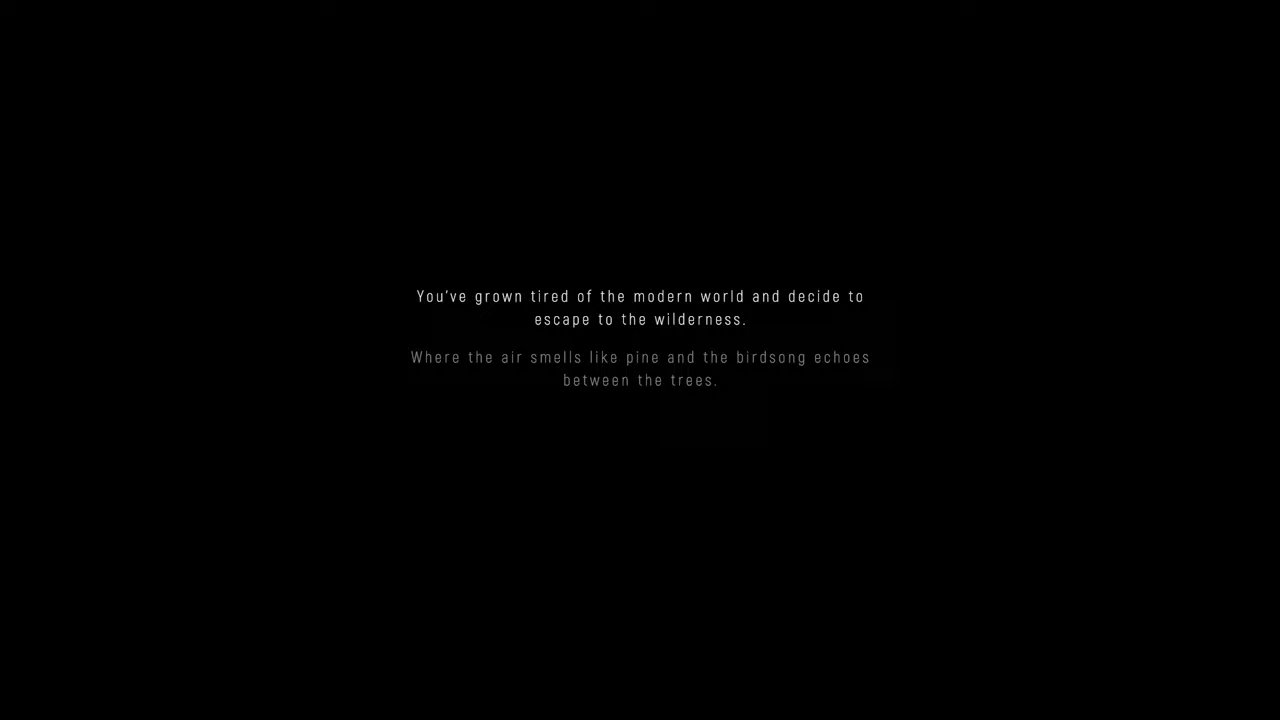 You've grown tired of the modern world and decide to
escape to the wilderness.
Where the air smells like pine and the birdsong echoes
between the trees.